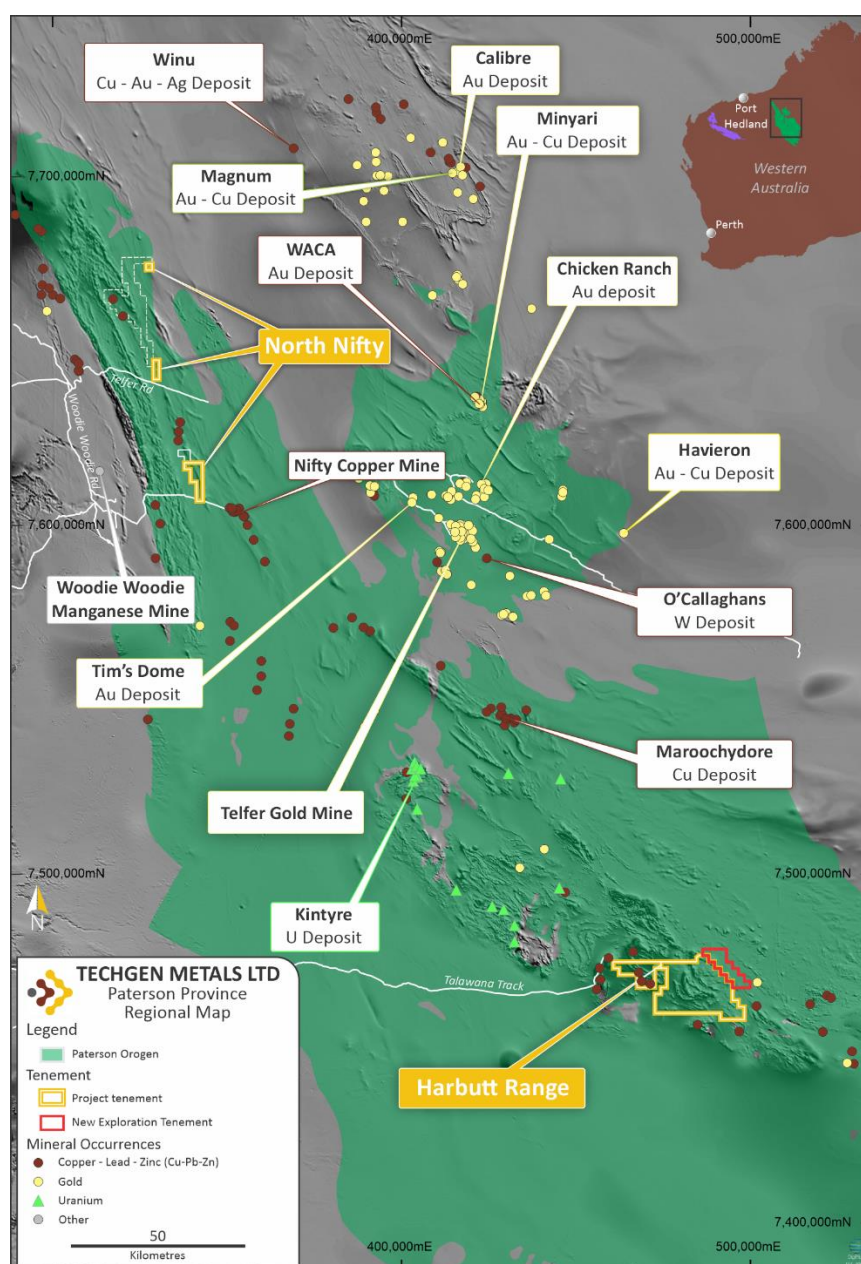 400,000mE
500,000mE
Winu
Cu - Au - Ag Deposit
Calibre
Au Deposit
Port
Hedland
Western
Australia
Perth
Minyari
Au - Cu Deposit
Magnum
Au - Cu Deposit
7,700,000mN
WACA
Au Deposit
Chicken Ranch
Au deposit
North Nifty
Telfer Rd
Woodie Woodie Rd
Nifty Copper Mine
Havieron
Au - Cu Deposit
7,600,000mN
7,600,000mN
Woodie Woodie
Manganese Mine
O'Callaghans
W Deposit
Tim's Dome
Au Deposit
Maroochydore
Cu Deposit
Telfer Gold Mine
7,500,000mN
7,500,000mN
Kintyre
U Deposit
N
Talawana Track
Harbutt Range
TECHGEN METALS LTD
Paterson Province
Regional Map
Legend
Paterson Orogen
Tenement
Project tenement
New Exploration Tenement
Mineral Occurrences
Copper - Lead - Zinc (Cu-Pb-Zn)
Gold
Uranium
Other
50
Kilometres
7,400,000mN
400,000mE
500,000mE